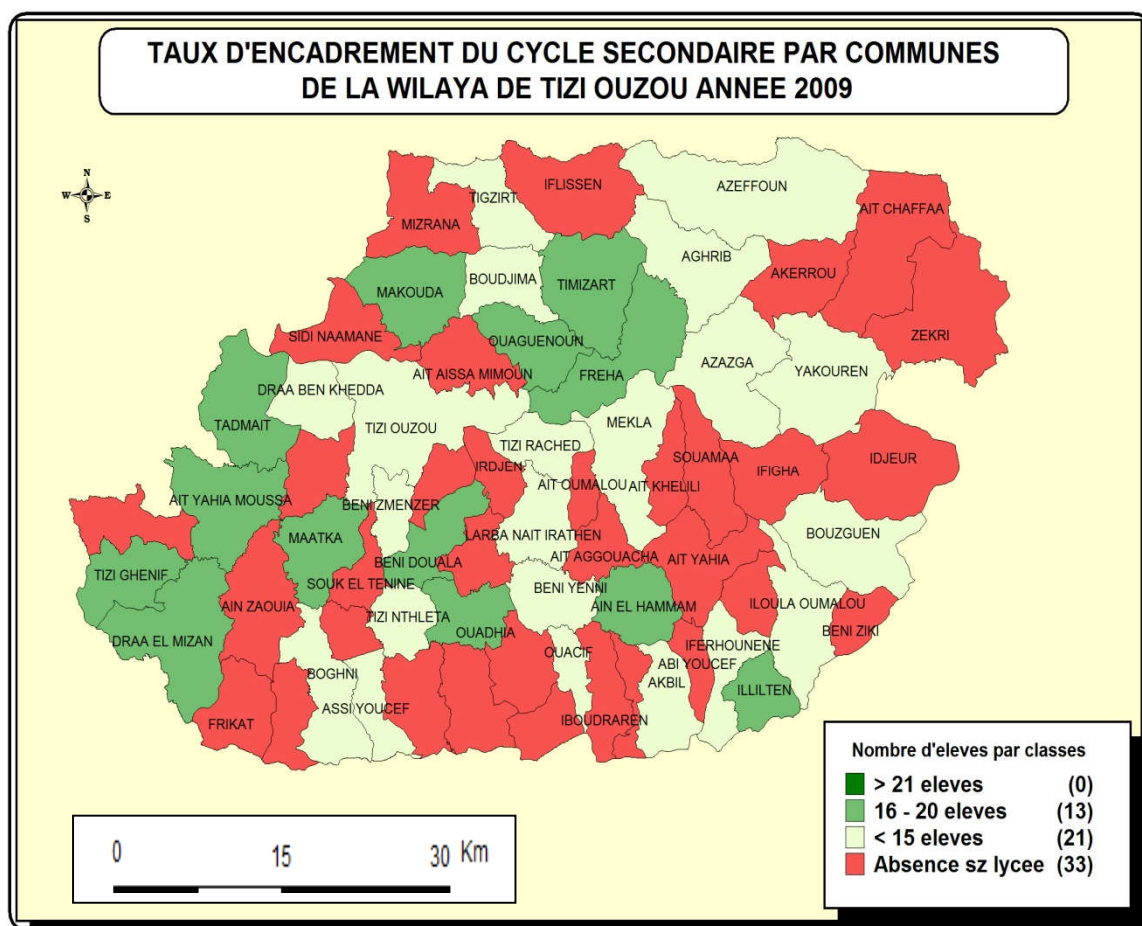 TAUX D'ENCADREMENT DU CYCLE SECONDAIRE PAR COMMUNES
DE LA WILAYA DE TIZI OUZOU ANNEE 2009
N
W E
S
IFLISSEN
AZEFFOUN
TIGZIRT
AIT CHAFFAA
MIZRANA
AGHRIB
BOUDJIMA
AKERROU
TIMIZART
MAKOUDA
ZEKRI
SIDI NAAMANE
OUAGUENOUN
AZAZGA
YAKOUREN
AIT AISSA MIMOUN
FREHA
DRAA BEN KHEDDA
MEKLA
TADMAIT
TIZI OUZOU
TIZI RACHED
SOUAMAA
IDJEUR
IRDJEN
IFIGHA
AIT OUMALOU
AIT KHELILI
AIT YAHIA MOUSSA
BENI ZMENZER
BOUZGUEN
MAATKA
LARBA NAIT IRATHEN
AIT AGGOUACHA
AIT YAHIA
BENI DOUALA
TIZI GHENIF
SOUK EL TENINE
BENI YENNI
AIN EL HAMMAM
ILOULA OUMALOU
AIN ZAOUIA
TIZI NTHLETA
BENI ZIKI
OUADHIA
DRAA EL MIZAN
IFERHOUNENE
OUACIF
ABI YOUCEF
BOGHNI
AKBIL
ILLILTEN
ASSI YOUCEF
FRIKAT
IBOUDRAREN
Nombre d'eleves par classes
> 21 eleves (0)
16 - 20 eleves (13)
< 15 eleves (21)
Absence sz lycee (33)
0 15 30 Km